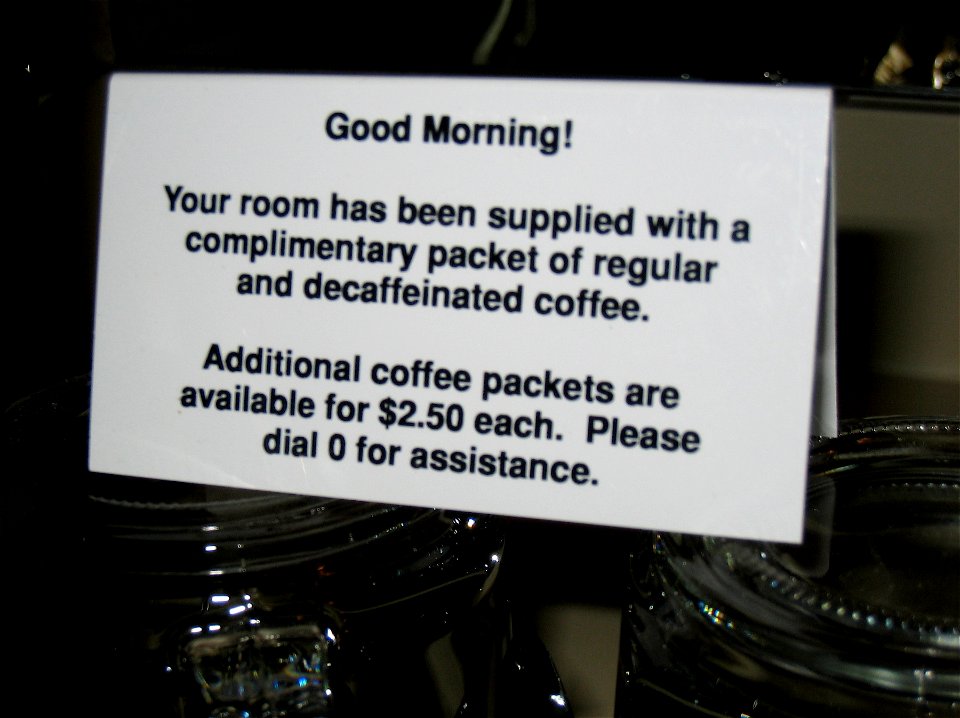 Good Morning!
Your room has been supplied with a
complimentary packet of regular
and decaffeinated coffee.
Additional coffee packets are
available for $2.50 each. Please
dial 0 for assistance.